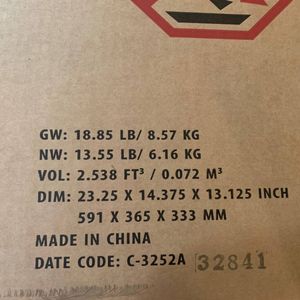 GW: 18.85 LB/ 8.57 KG
NW: 13.55 LB/ 6.16 KG
VOL: 2.538 FT³ / 0.072 M³
DIM: 23.25 X 14.375 X 13.125 INCH
591 X 365 X 333 MM
MADE IN CHINA
DATE CODE: C-3252A 32841